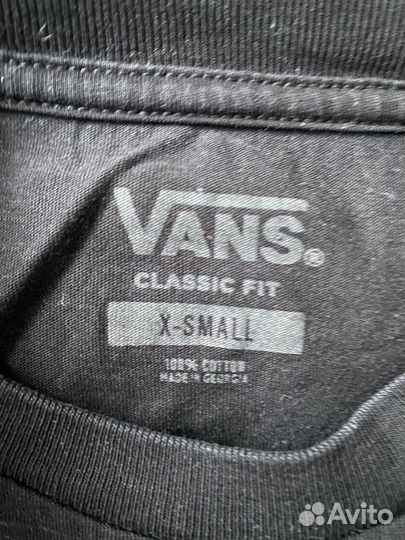 VANS®
CLASSIC FIT
X-SMALL
100% COTTON
MADE IN GEORGIA
Avito